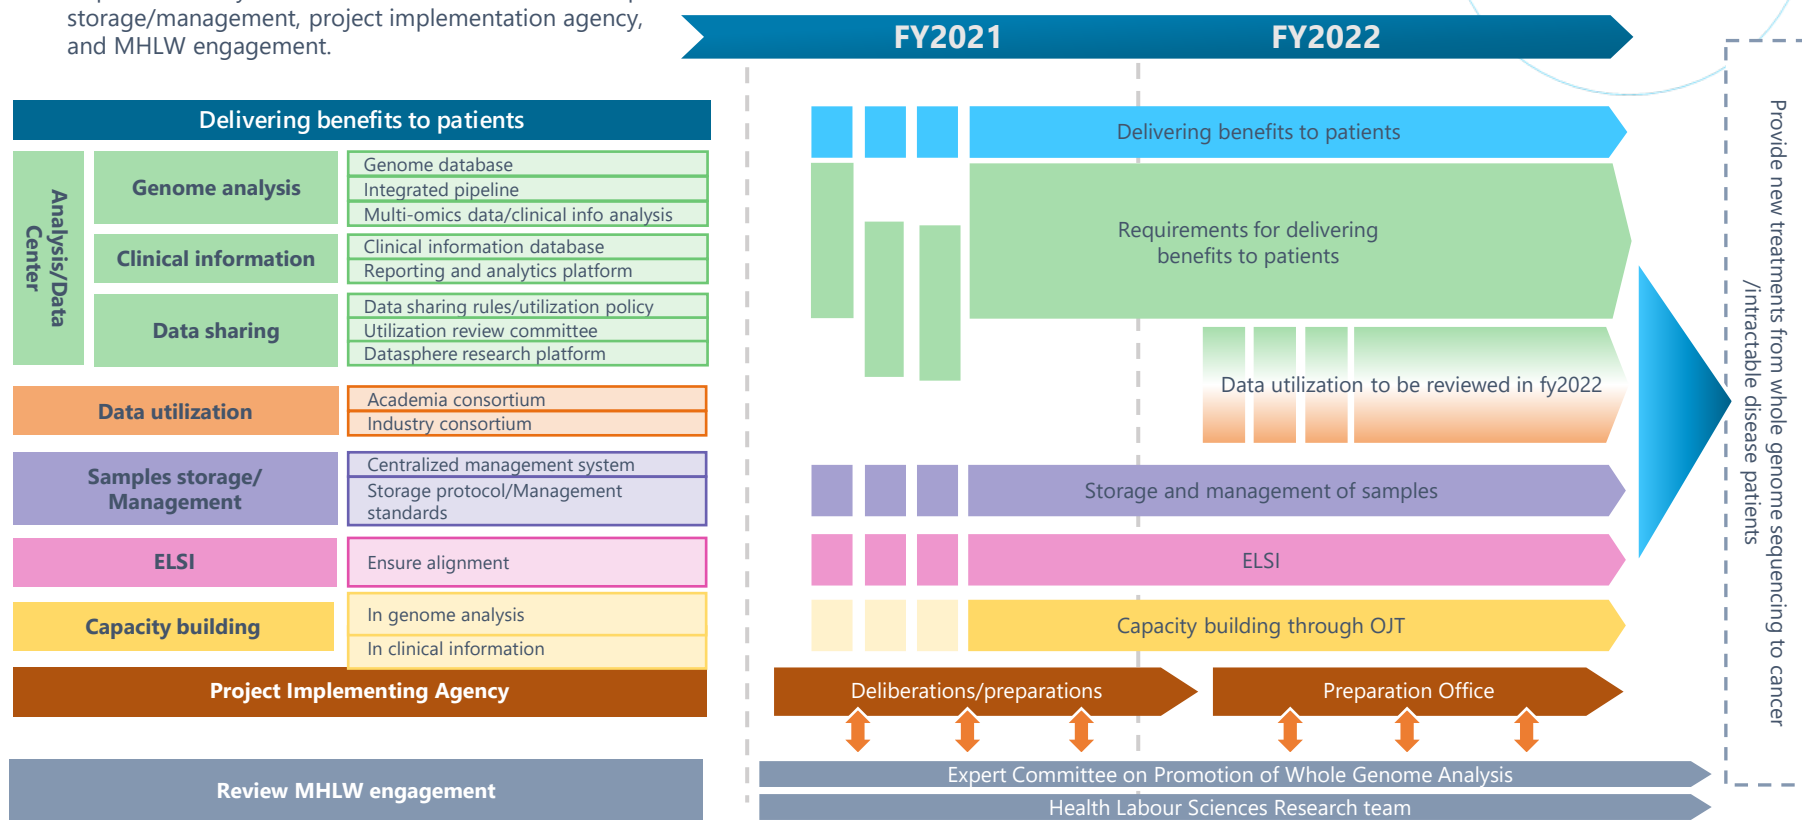 storage/management, project implementation agency,
and MHLW engagement.
FY2021
FY2022
Delivering benefits to patients
Analysis/Data
Center
Genome analysis
Genome database
Integrated pipeline
Multi-omics data/clinical info analysis
Clinical information
Clinical information database
Reporting and analytics platform
Data sharing
Data sharing rules/utilization policy
Utilization review committee
Datasphere research platform
Data utilization
Academia consortium
Industry consortium
Samples storage/
Management
Centralized management system
Storage protocol/Management
standards
ELSI
Ensure alignment
Capacity building
In genome analysis
In clinical information
Project Implementing Agency
Review MHLW engagement
Delivering benefits to patients
Requirements for delivering
benefits to patients
Data utilization to be reviewed in fy2022
Storage and management of samples
ELSI
Capacity building through OJT
Deliberations/preparations
Preparation Office
Expert Committee on Promotion of Whole Genome Analysis
Health Labour Sciences Research team
Provide new treatments from whole genome sequencing to cancer
/intractable disease patients